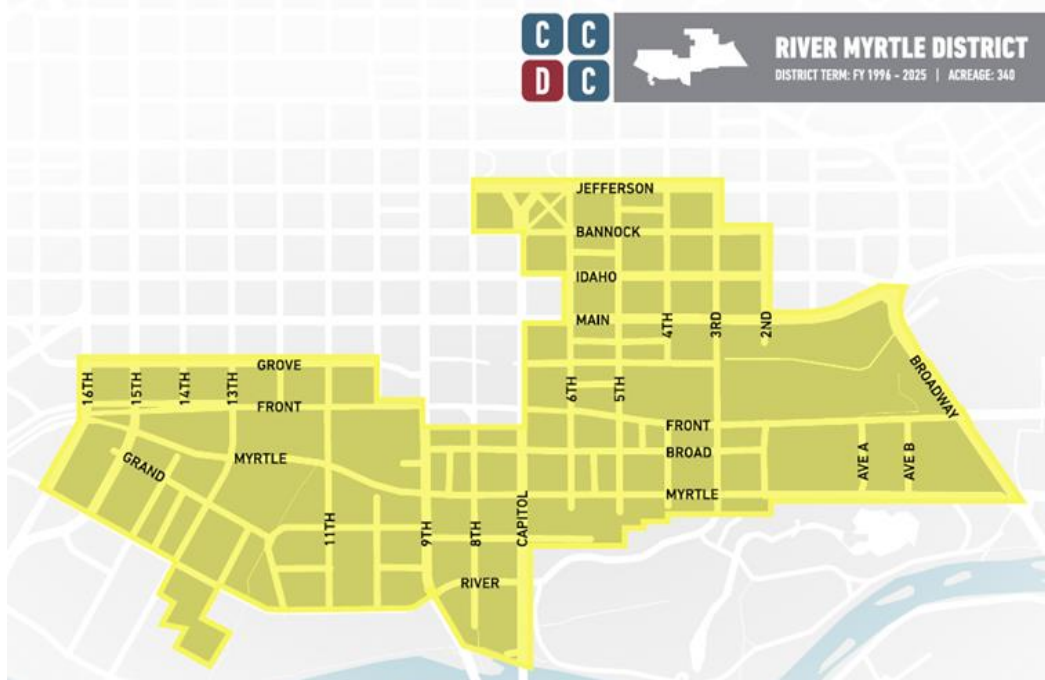 C C
D C
RIVER MYRTLE DISTRICT
DISTRICT TERM: FY 1996 - 2025 | ACREAGE: 340
JEFFERSON
BANNOCK
IDAHO
MAIN
4TH
3RD
2ND
GROVE
16TH
15TH
14TH
13TH
6TH
5TH
BROADWAY
FRONT
FRONT
BROAD
MYRTLE
GRAND
AVE A
AVE B
MYRTLE
11TH
9TH
8TH
CAPITOL
RIVER